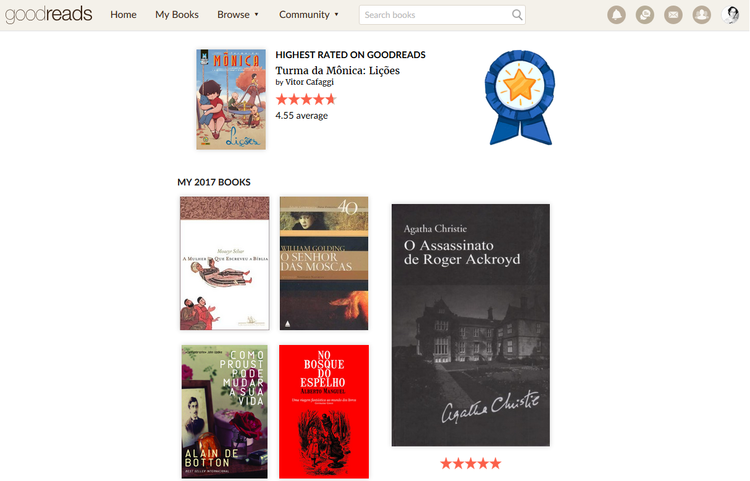 goodreads
Home
My Books
Browse ▼
Community ▼
Search books
MÔNICA
Lições
HIGHEST RATED ON GOODREADS
Turma da Mônica: Lições
by Vitor Cafaggi
4.55 average
MY 2017 BOOKS
Moacyr Scliar
A MULHER QUE ESCREVEU A BÍBLIA
40
WILLIAM GOLDING
O SENHOR
DAS MOSCAS
Agatha Christie
O Assassinato
de Roger Ackroyd
Agatha Christie
COMO
PROUST
PODE
MUDAR
A SUA
VIDA
ALAIN DE
BOTTON
BEST SELLER INTERNATIONAL
NO
BOSQUE
DO
ESPELHO
ALBERTO MANGUEL